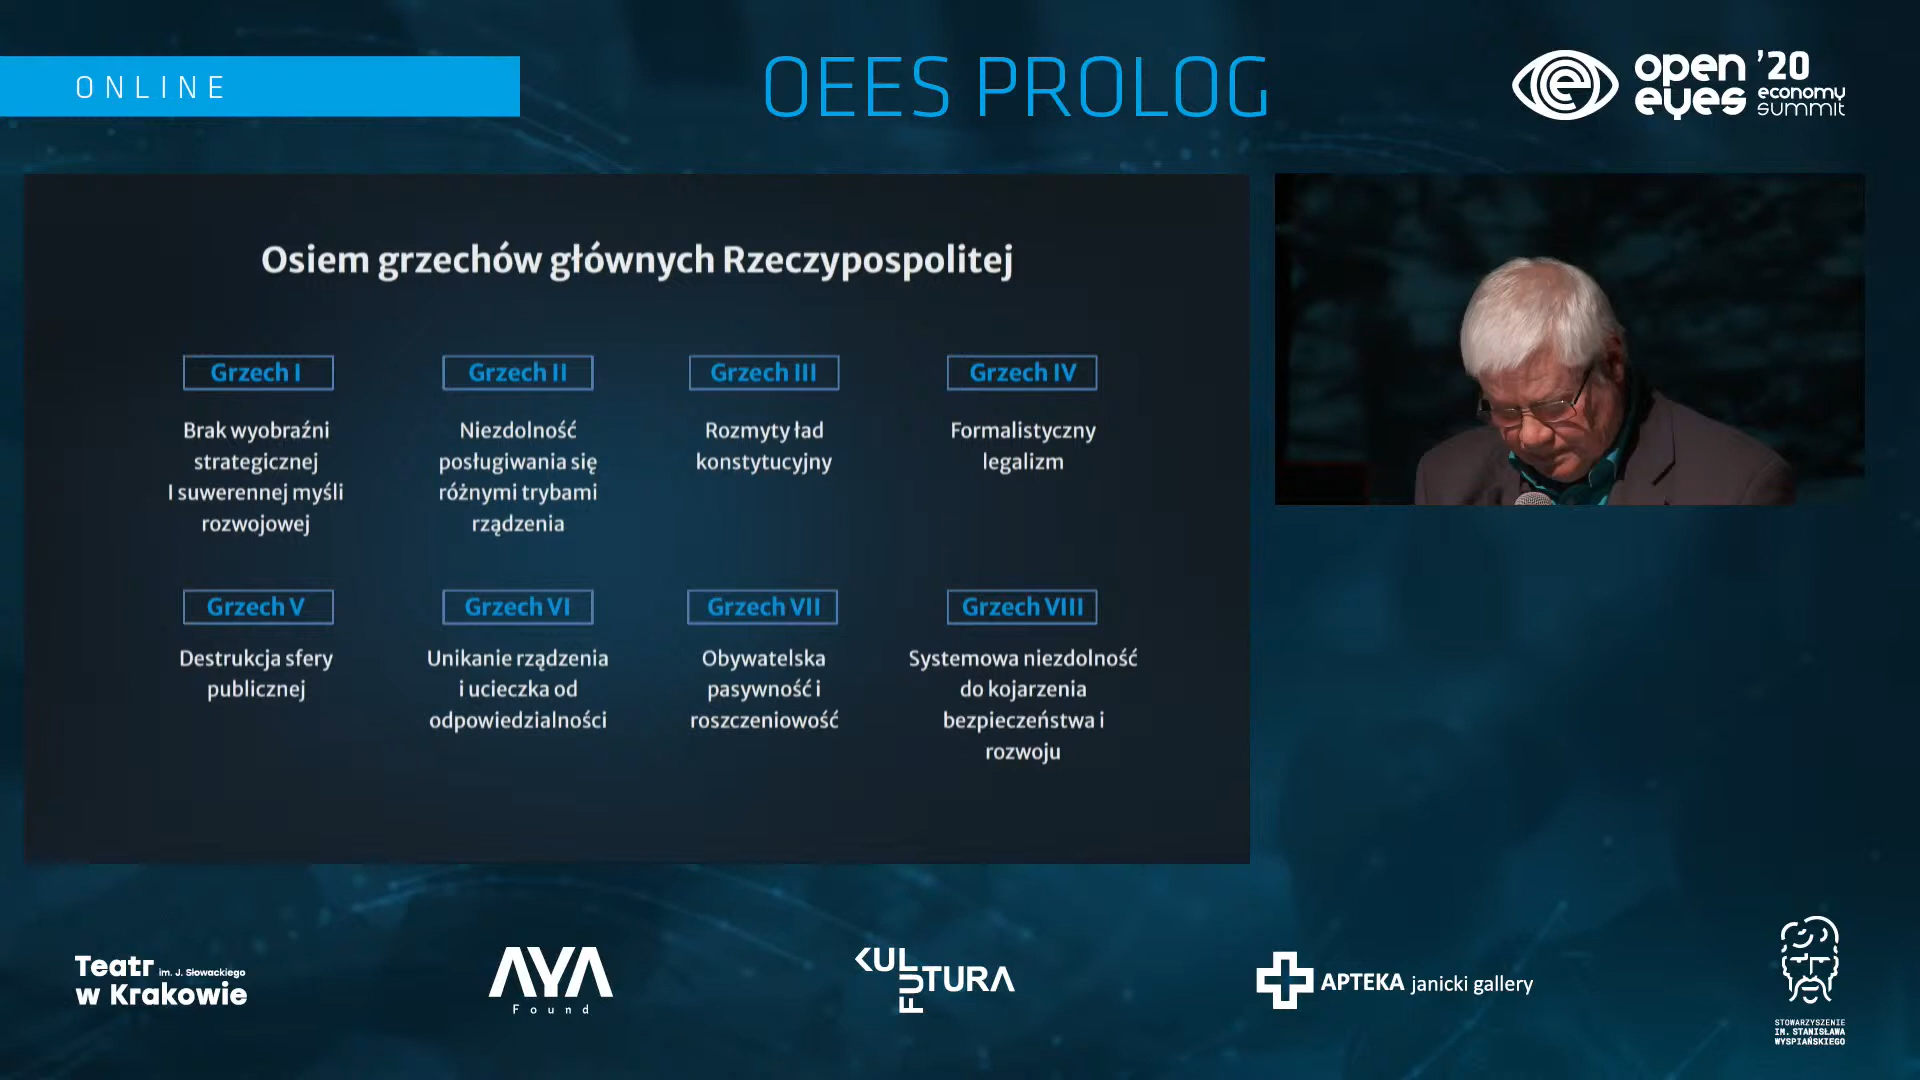 ONLINE
OEES PROLOG
open eyes '20 economy summit
Osiem grzechów głównych Rzeczypospolitej
Grzech I
Brak wyobraźni
strategicznej
I suwerennej myśli
rozwojowej
Grzech II
Niezdolność
posługiwania się
różnymi trybami
rządzenia
Grzech III
Rozmyty ład
konstytucyjny
Grzech IV
Formalistyczny
legalizm
Grzech V
Destrukcja sfery
publicznej
Grzech VI
Unikanie rządzenia
i ucieczka od
odpowiedzialności
Grzech VII
Obywatelska
pasywność i
roszczeniowość
Grzech VIII
Systemowa niezdolność
do kojarzenia
bezpieczeństwa i
rozwoju
Teatr im. J. Słowackiego
w Krakowie
AYA
Found
KULTURA
FU
APTEKA janicki gallery
STOWARZYSZENIE
IM. STANISŁAWA
WYSPIAŃSKIEGO